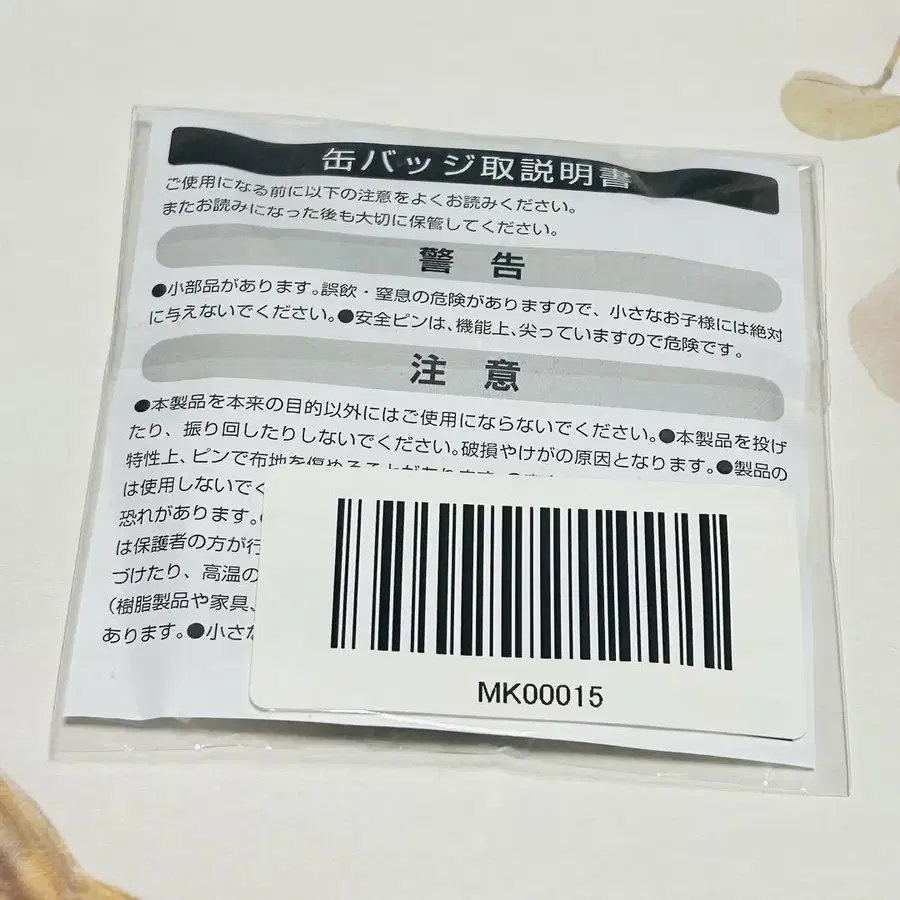 缶バッジ取説明書
ご使用になる前に以下の注意をよくお読みください。
またお読みになった後も大切に保管してください。
警 告
●小部品があります。誤飲・窒息の危険がありますので、小さなお子様には絶対
に与えないでください。●安全ピンは、機能上、尖っていますので危険です。
注 意
●本製品を本来の目的以外にはご使用にならないでください。●本製品を投げ
たり、振り回したりしないでください。破損やけがの原因となります。●製品の
特性上、ピンで布地を傷めることがあります。
は使用しないでく
恐れがあります。
は保護者の方が行
づけたり、高温の
（樹脂製品や家具、
あります。●小さな
MK00015